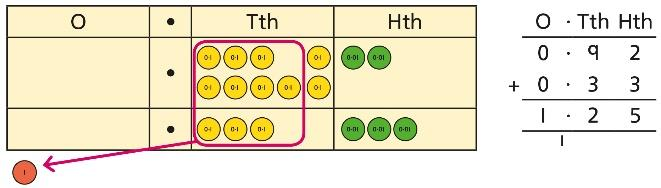 O • Tth Hth
• 0·1 0·1 0·1 0·1 0·01 0·01
0·1 0·1 0·1 0·1 0·1
• 0·1 0·1 0·1 0·01 0·01 0·01
1
O · Tth Hth
0 · 9 2
+ 0 · 3 3
1 · 2 5
1